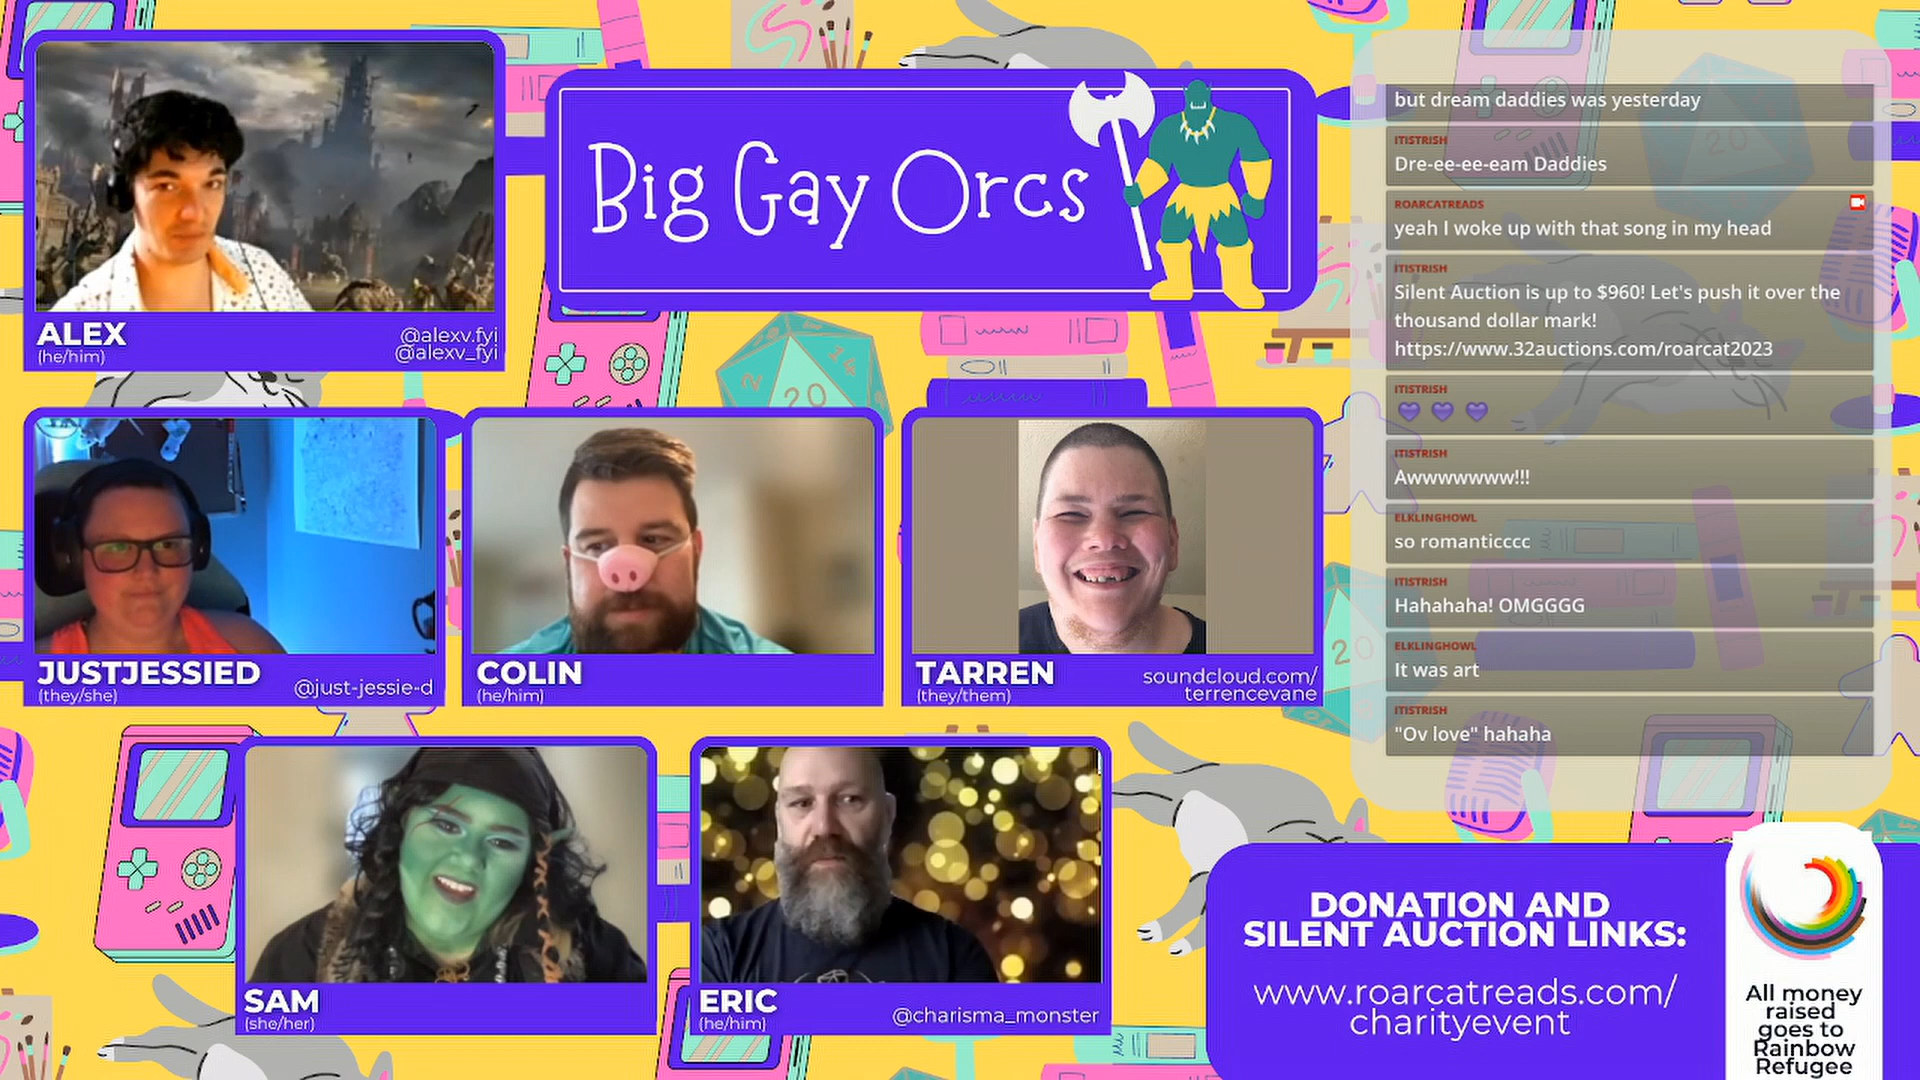 Big Gay Orcs
ALEX
(he/him)
@alexv.fyi
@alexv_fyi
JUSTJESSIED
(they/she)
@just-jessie-d
COLIN
(he/him)
TARREN
(they/them)
soundcloud.com/
terrencevane
SAM
(she/her)
ERIC
(he/him)
@charisma_monster
but dream daddies was yesterday
ITISTRISH
Dre-ee-ee-eam Daddies
ROARCATREADS
yeah I woke up with that song in my head
ITISTRISH
Silent Auction is up to $960! Let's push it over the
thousand dollar mark!
https://www.32auctions.com/roarcat2023
ITISTRISH
💜 💜 💜
ITISTRISH
Awwwwwww!!!
ELKLINGHOWL
so romanticccc
ITISTRISH
Hahahaha! OMGGGG
ELKLINGHOWL
It was art
ITISTRISH
"Ov love" hahaha
DONATION AND
SILENT AUCTION LINKS:
www.roarcatreads.com/
charityevent
All money
raised
goes to
Rainbow
Refugee
2
20
14
20
20